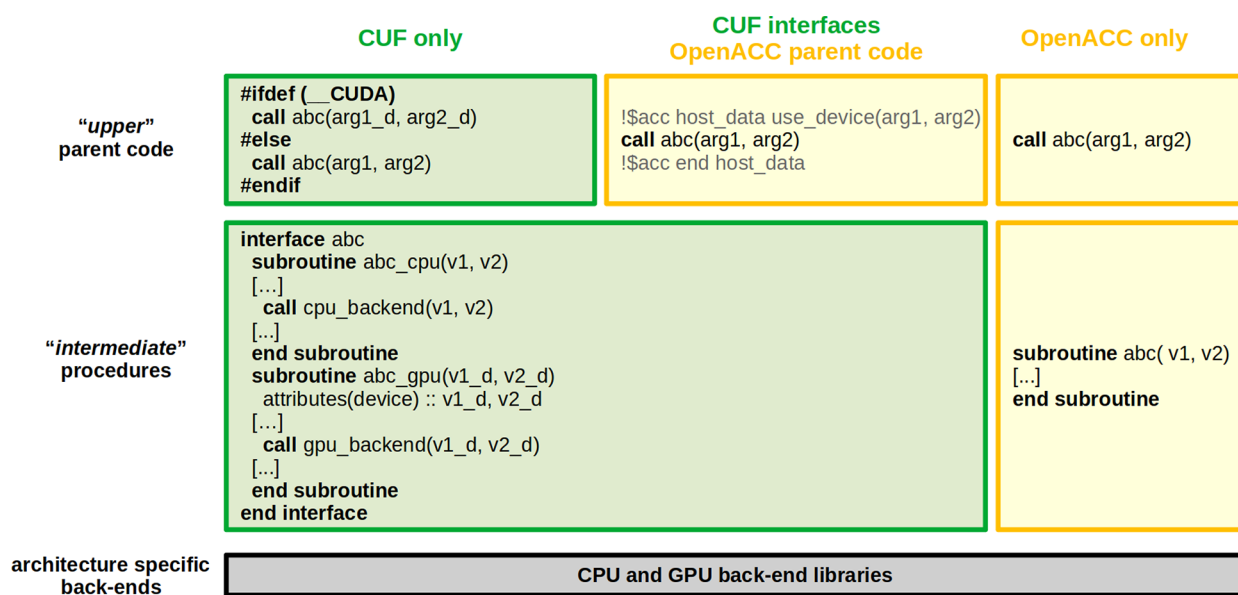 CUF only
CUF interfaces
OpenACC parent code
OpenACC only
“upper”
parent code
#ifdef (__CUDA)
call abc(arg1_d, arg2_d)
#else
call abc(arg1, arg2)
#endif
!$acc host_data use_device(arg1, arg2)
call abc(arg1, arg2)
!$acc end host_data
call abc(arg1, arg2)
“intermediate”
procedures
interface abc
subroutine abc_cpu(v1, v2)
[…]
call cpu_backend(v1, v2)
[...]
end subroutine
subroutine abc_gpu(v1_d, v2_d)
attributes(device) :: v1_d, v2_d
[…]
call gpu_backend(v1_d, v2_d)
[...]
end subroutine
end interface
subroutine abc( v1, v2)
[...]
end subroutine
architecture specific
back-ends
CPU and GPU back-end libraries